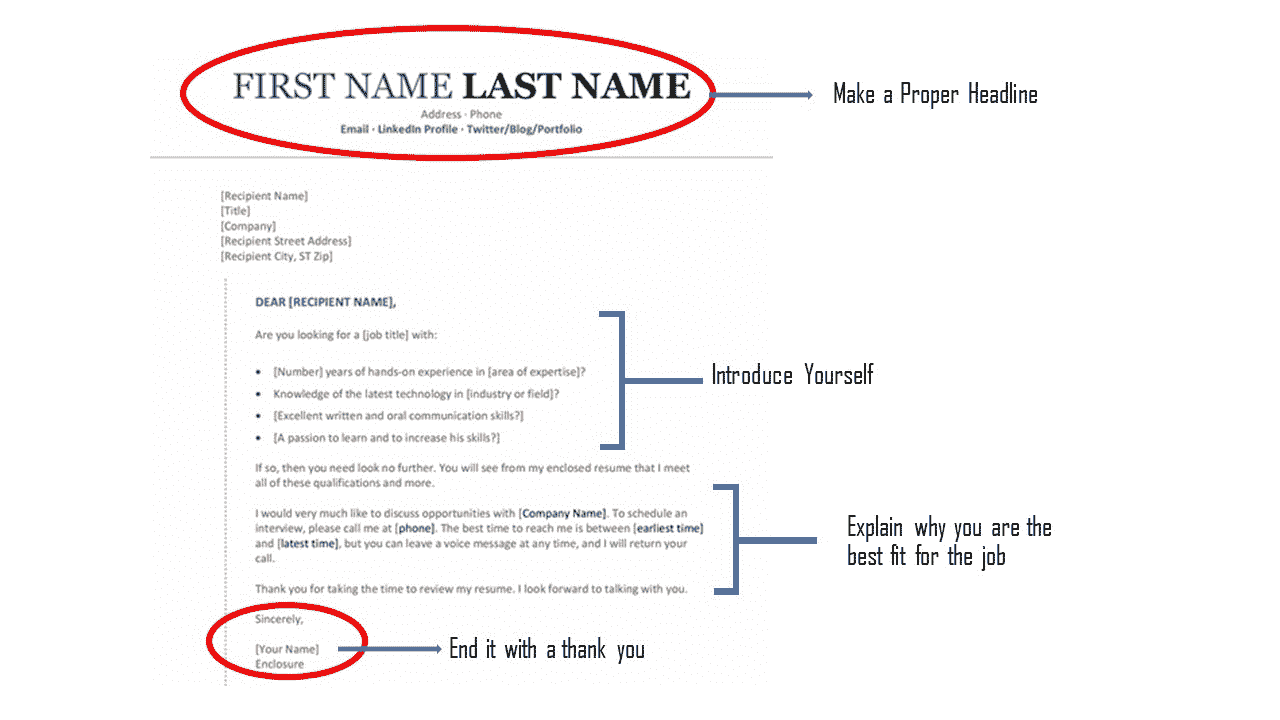 FIRST NAME LAST NAME
Address · Phone
Email · LinkedIn Profile · Twitter/Blog/Portfolio
Make a Proper Headline
[Recipient Name]
[Title]
[Company]
[Recipient Street Address]
[Recipient City, ST Zip]
DEAR [RECIPIENT NAME],
Are you looking for a [job title] with:
• [Number] years of hands-on experience in [area of expertise]?
• Knowledge of the latest technology in [industry or field]?
• [Excellent written and oral communication skills?]
• [A passion to learn and to increase his skills?]
Introduce Yourself
If so, then you need look no further. You will see from my enclosed resume that I meet
all of these qualifications and more.
I would very much like to discuss opportunities with [Company Name]. To schedule an
interview, please call me at [phone]. The best time to reach me is between [earliest time]
and [latest time], but you can leave a voice message at any time, and I will return your
call.
Thank you for taking the time to review my resume. I look forward to talking with you.
Explain why you are the
best fit for the job
Sincerely,
[Your Name]
Enclosure
End it with a thank you